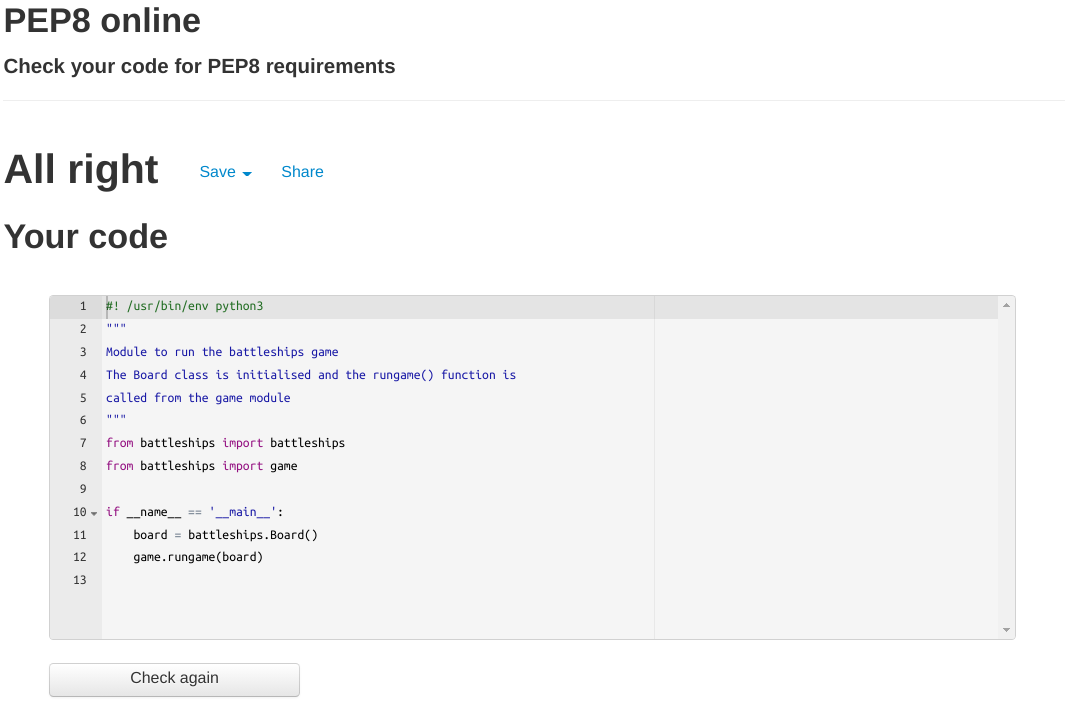 PEP8 online
Check your code for PEP8 requirements
All right Save Share
Your code
1 #! /usr/bin/env python3
2 """
3 Module to run the battleships game
4 The Board class is initialised and the rungame() function is
5 called from the game module
6 """
7 from battleships import battleships
8 from battleships import game
9
10 if __name__ == '__main__':
11     board = battleships.Board()
12     game.rungame(board)
13
Check again